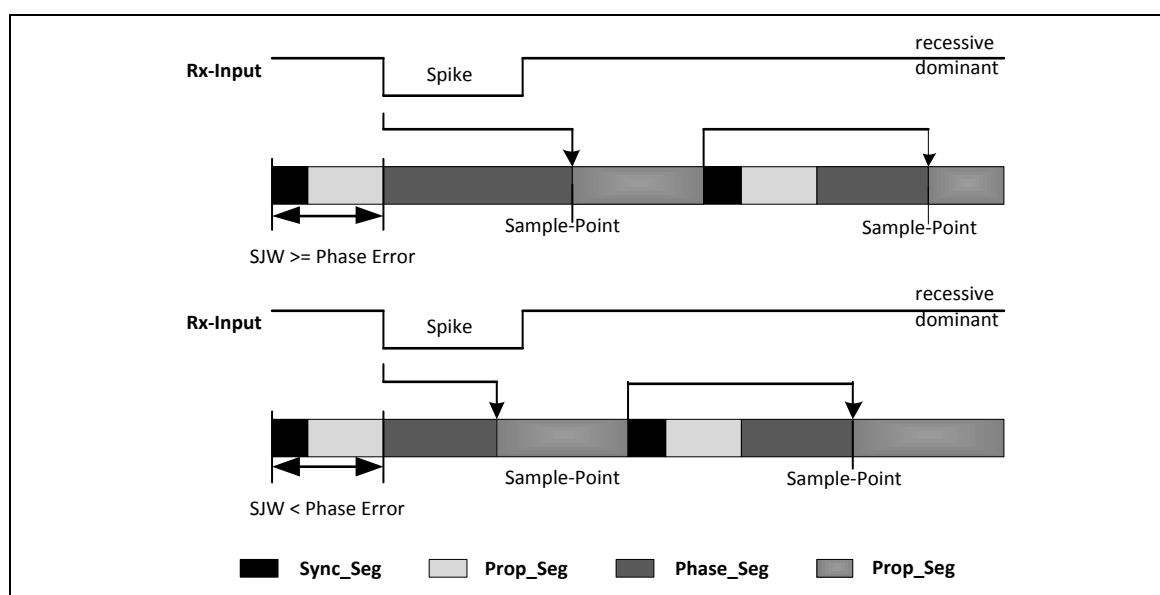 recessive
Rx-Input
dominant
Spike
Sample-Point
Sample-Point
SJW >= Phase Error
recessive
Rx-Input
dominant
Spike
Sample-Point
Sample-Point
SJW < Phase Error
Sync_Seg Prop_Seg Phase_Seg Prop_Seg